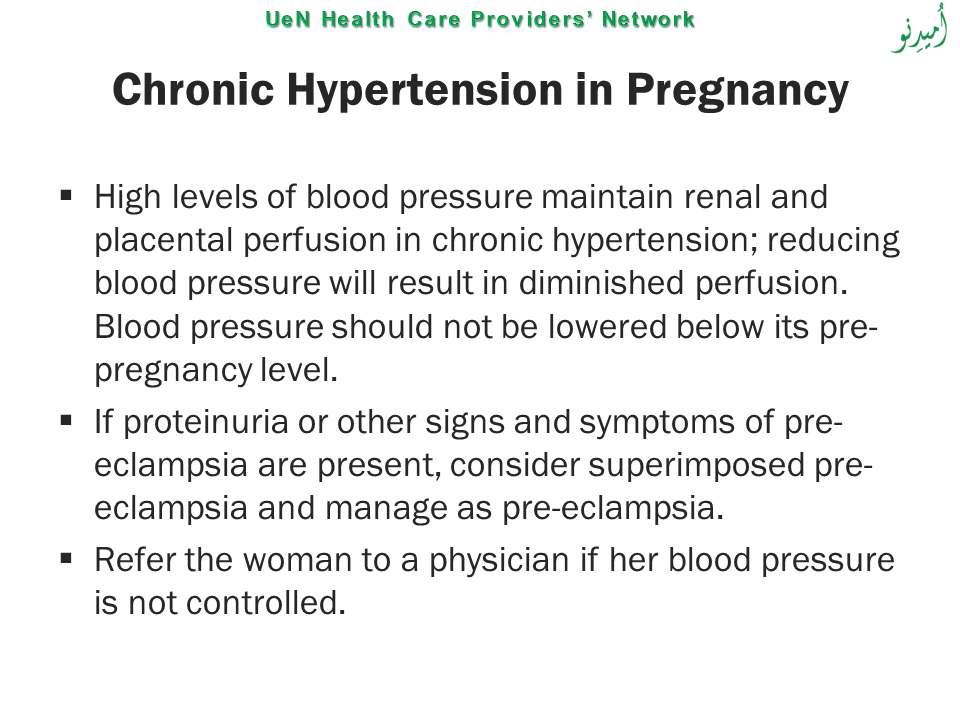 UeN Health Care Providers’ Network
اُميدِنو
Chronic Hypertension in Pregnancy
▪ High levels of blood pressure maintain renal and
placental perfusion in chronic hypertension; reducing
blood pressure will result in diminished perfusion.
Blood pressure should not be lowered below its pre-
pregnancy level.
▪ If proteinuria or other signs and symptoms of pre-
eclampsia are present, consider superimposed pre-
eclampsia and manage as pre-eclampsia.
▪ Refer the woman to a physician if her blood pressure
is not controlled.